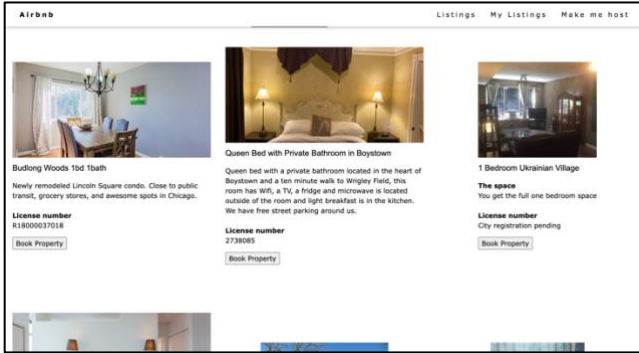 Airbnb
Listings My Listings Make me host
Budlong Woods 1bd 1bath
Newly remodeled Lincoln Square condo. Close to public
transit, grocery stores, and awesome spots in Chicago.
License number
R18000037018
Book Property
Queen Bed with Private Bathroom in Boystown
Queen bed with a private bathroom located in the heart of
Boystown and a ten minute walk to Wrigley Field, this
room has Wifi, a TV, a fridge and microwave is located
outside of the room and light breakfast is in the kitchen.
We have free street parking around us.
License number
2738085
Book Property
1 Bedroom Ukrainian Village
The space
You get the full one bedroom space
License number
City registration pending
Book Property